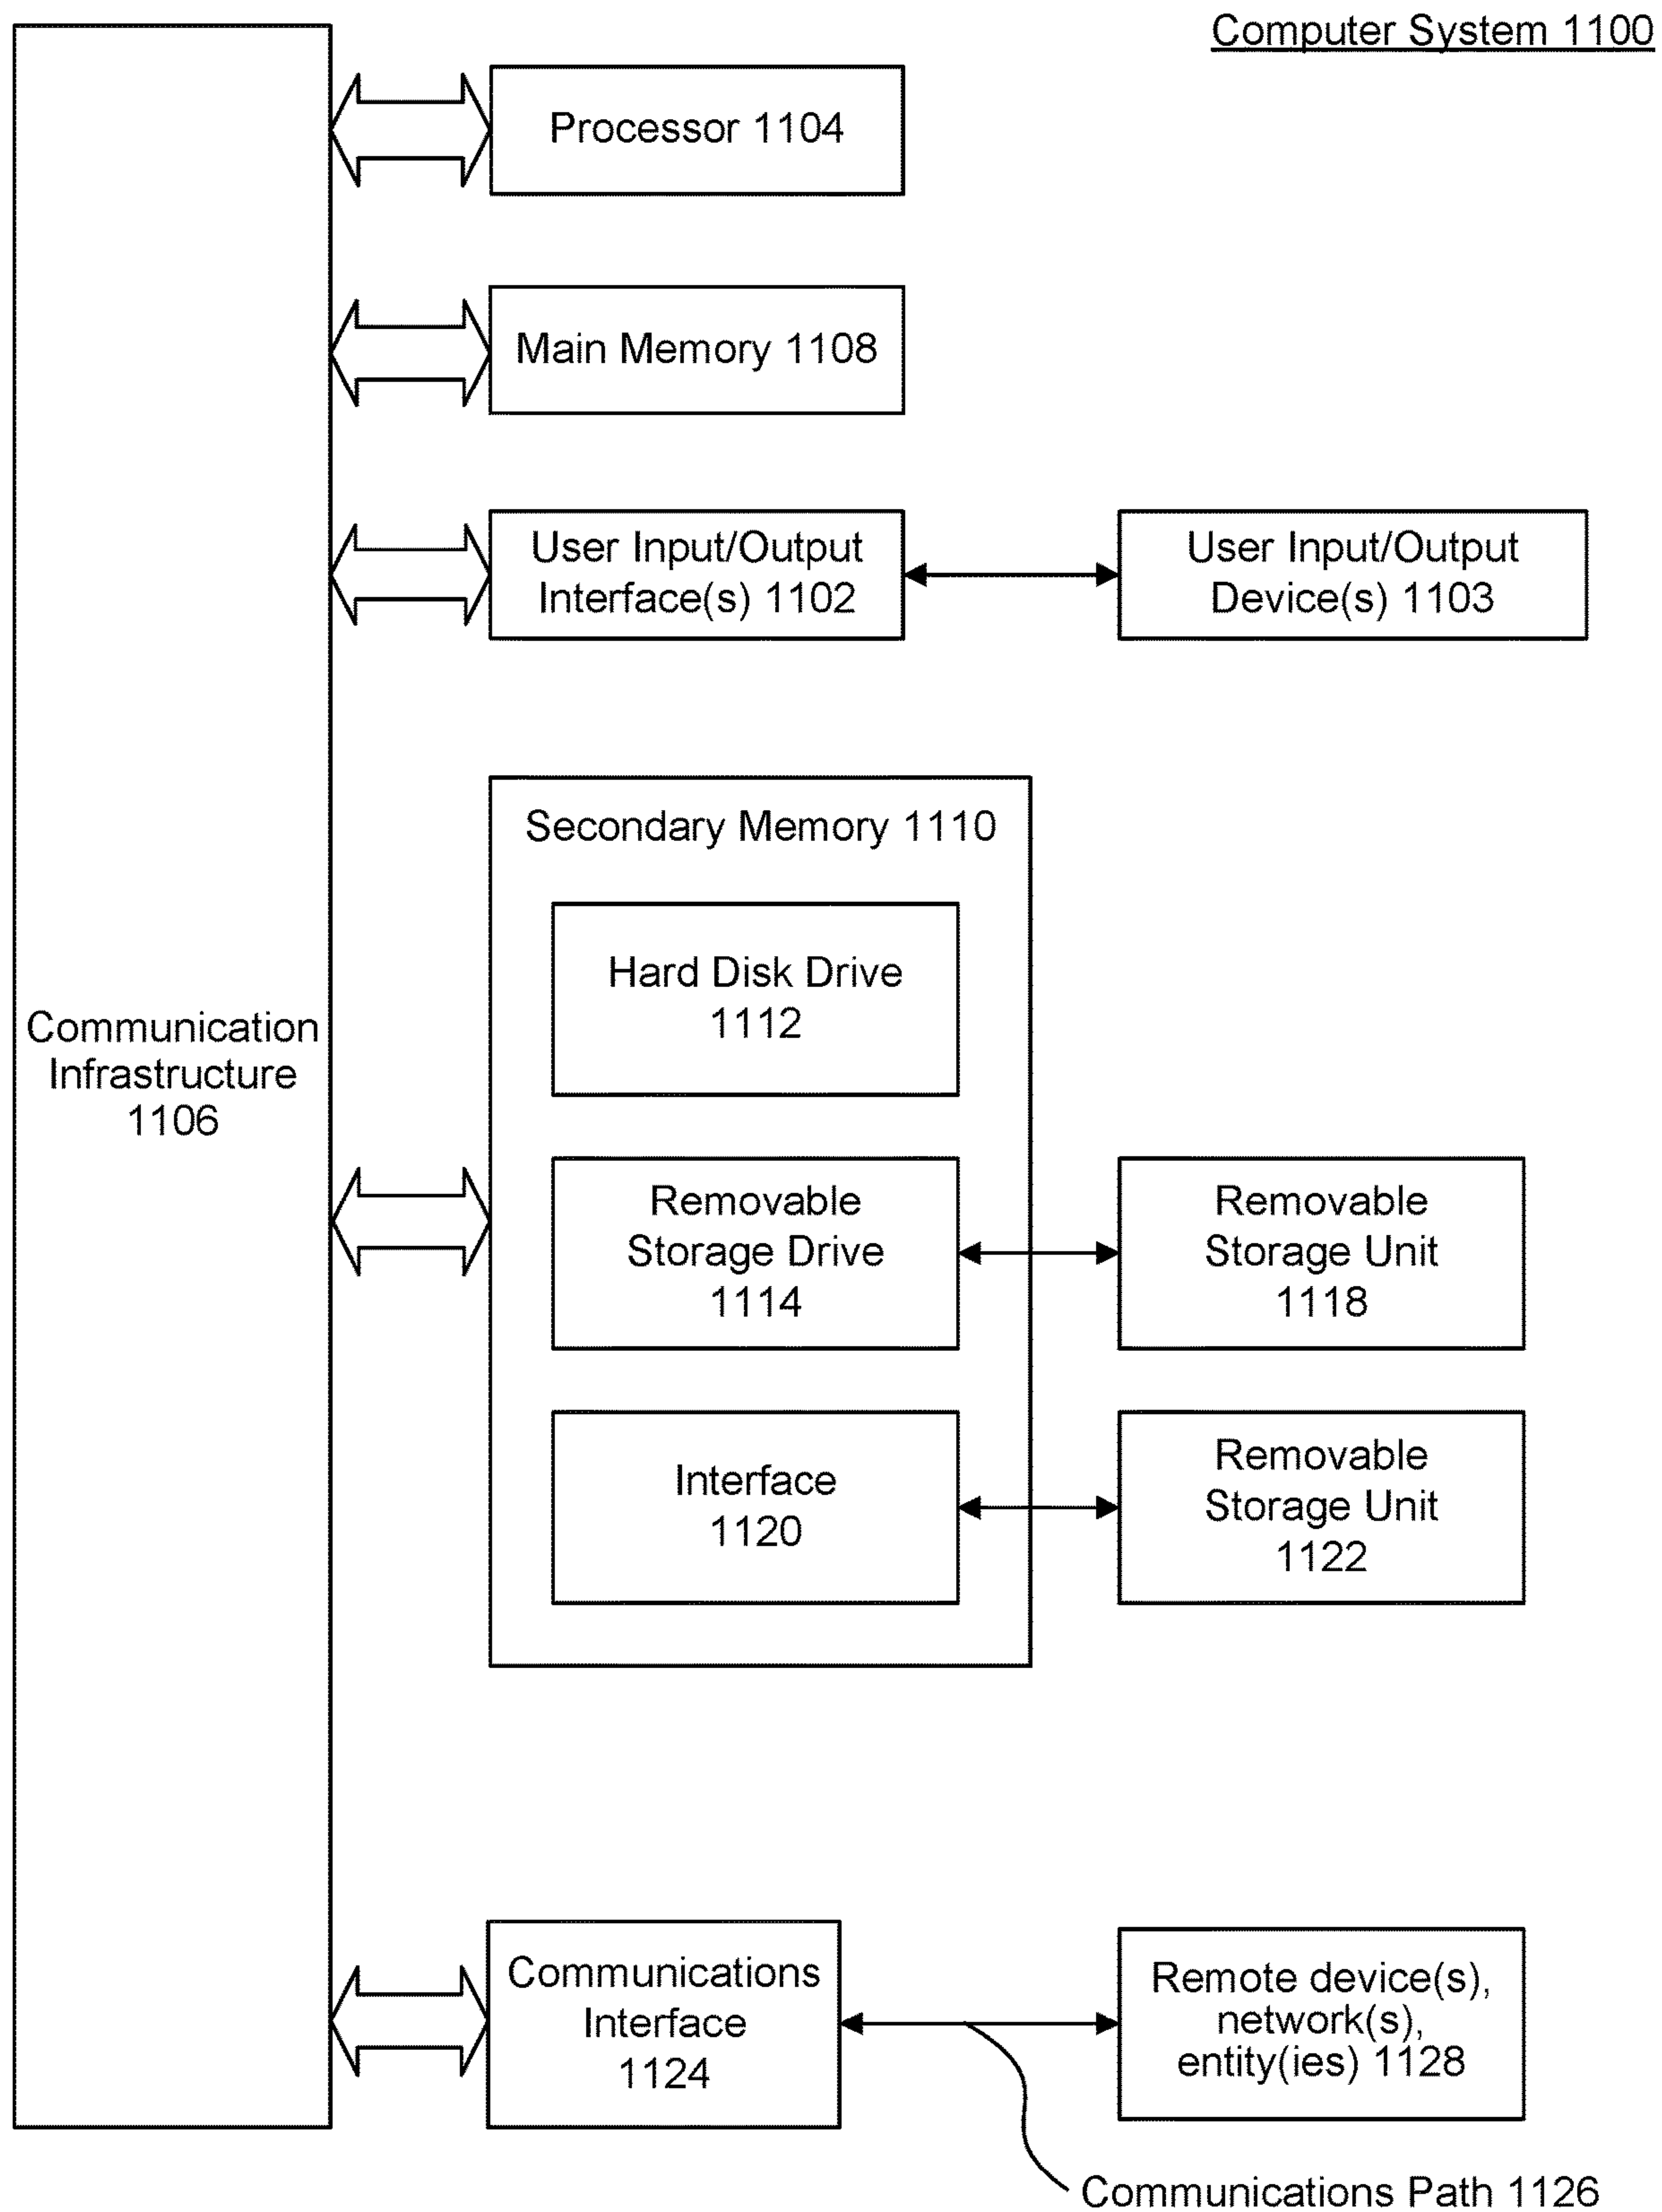 Computer System 1100
Processor 1104
Main Memory 1108
User Input/Output
Interface(s) 1102
User Input/Output
Device(s) 1103
Secondary Memory 1110
Hard Disk Drive
1112
Communication
Infrastructure
1106
Removable
Storage Drive
1114
Removable
Storage Unit
1118
Interface
1120
Removable
Storage Unit
1122
Communications
Interface
1124
Remote device(s),
network(s),
entity(ies) 1128
Communications Path 1126